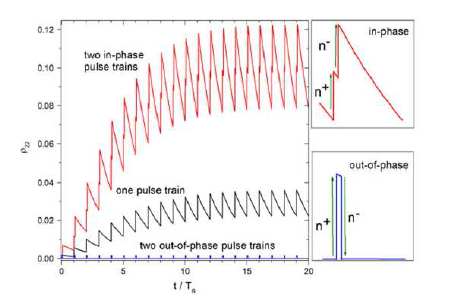 0.12
0.10
0.08
0.06
0.04
0.02
0.00
ρ22
two in-phase
pulse trains
one pulse train
two out-of-phase pulse trains
0
5
10
15
20
t / TR
in-phase
n-
n+
out-of-phase
n+
n-